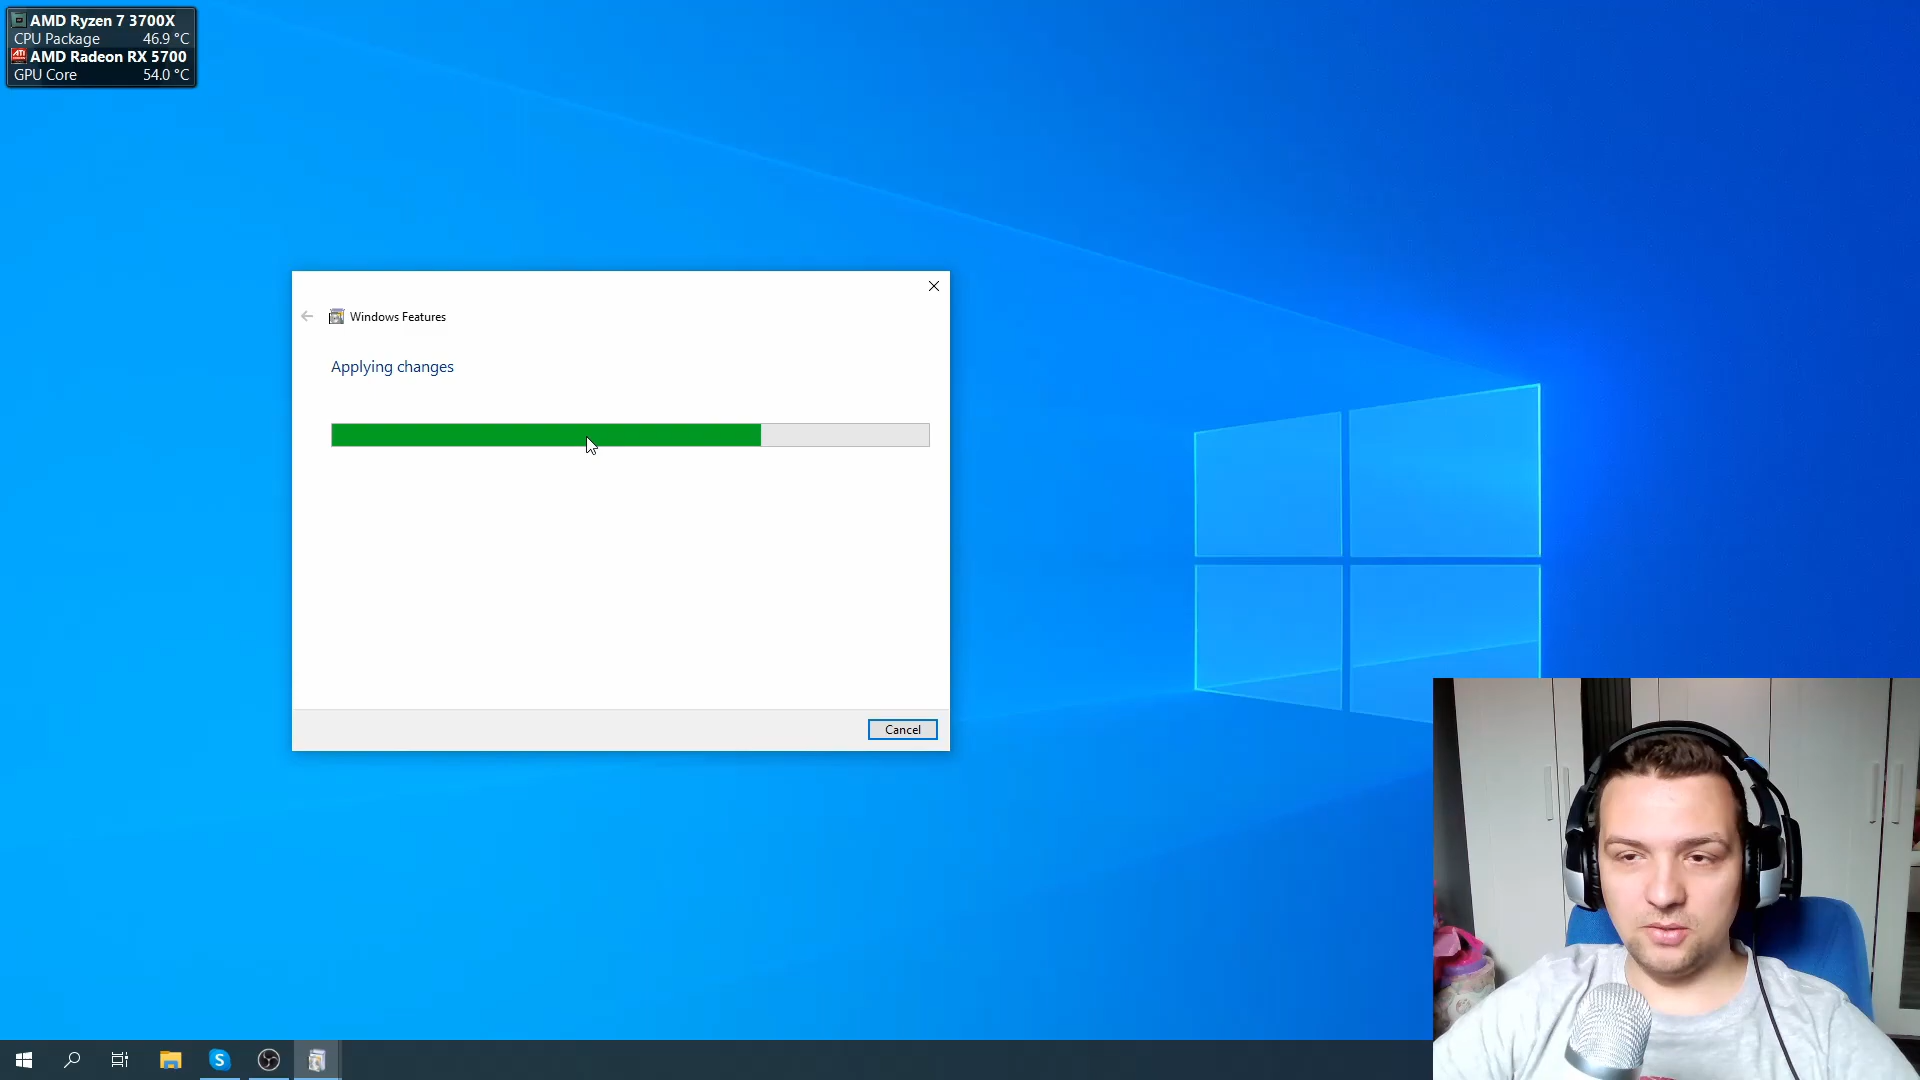 AMD Ryzen 7 3700X
CPU Package 46.9 °C
ATI
AMD Radeon RX 5700
GPU Core 54.0 °C
Windows Features
Applying changes
Cancel
S